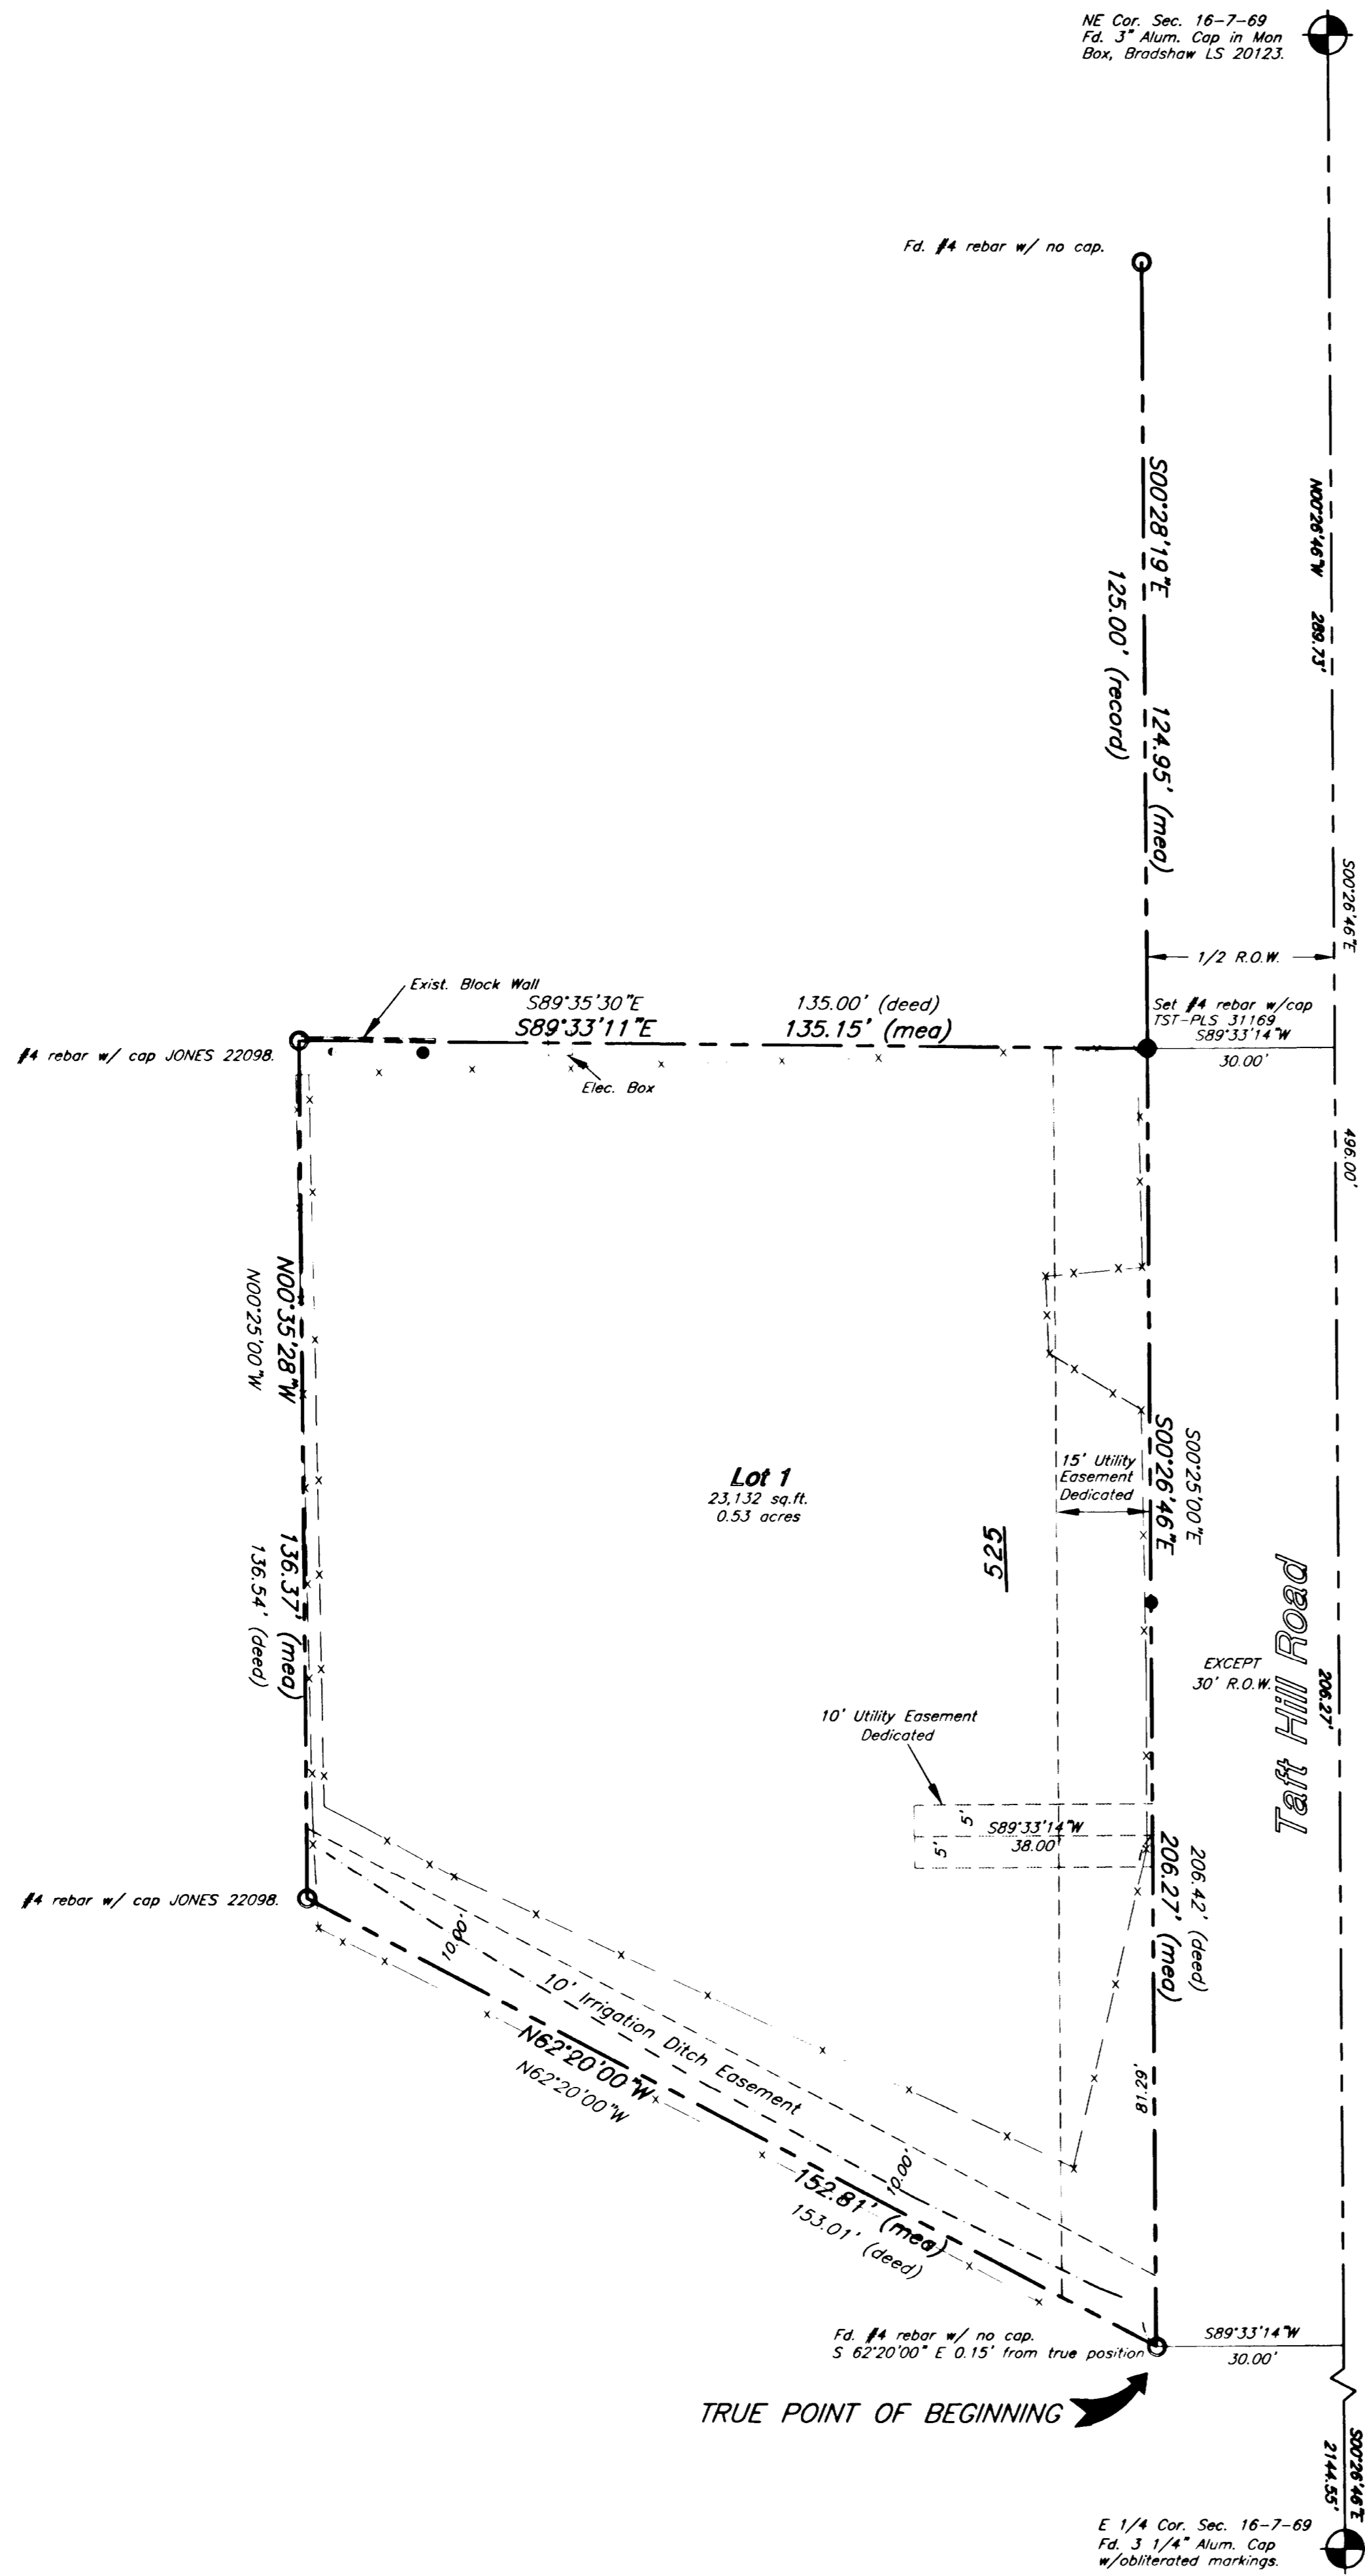 NE Cor. Sec. 16-7-69
Fd. 3" Alum. Cap in Mon
Box, Bradshaw LS 20123.
Fd. #4 rebar w/ no cap.
S00°28'19"E 124.95' (mea)
125.00' (record)
N00°26'46"W 289.73'
S00°26'46"E 496.00'
1/2 R.O.W.
Exist. Block Wall
S89°35'30"E 135.00' (deed)
S89°33'11"E 135.15' (mea)
Set #4 rebar w/cap
TST-PLS 31169
S89°33'14"W
30.00'
#4 rebar w/ cap JONES 22098.
Elec. Box
N00°35'28"W 136.37' (mea)
N00°25'00"W 136.54' (deed)
Lot 1
23,132 sq.ft.
0.53 acres
525
15' Utility
Easement
Dedicated
S00°25'00"E 206.42' (deed)
S00°26'46"E 206.27' (mea)
EXCEPT
30' R.O.W.
Taft Hill Road
206.27'
10' Utility Easement
Dedicated
5'
5'
S89°33'14"W
38.00'
81.29'
#4 rebar w/ cap JONES 22098.
10.00'
10' Irrigation Ditch Easement
10.00'
N62°20'00"W 152.81' (mea)
N62°20'00"W 153.01' (deed)
Fd. #4 rebar w/ no cap.
S 62°20'00" E 0.15' from true position
S89°33'14"W
30.00'
TRUE POINT OF BEGINNING
S00°26'46"E
2144.55'
E 1/4 Cor. Sec. 16-7-69
Fd. 3 1/4" Alum. Cap
w/obliterated markings.